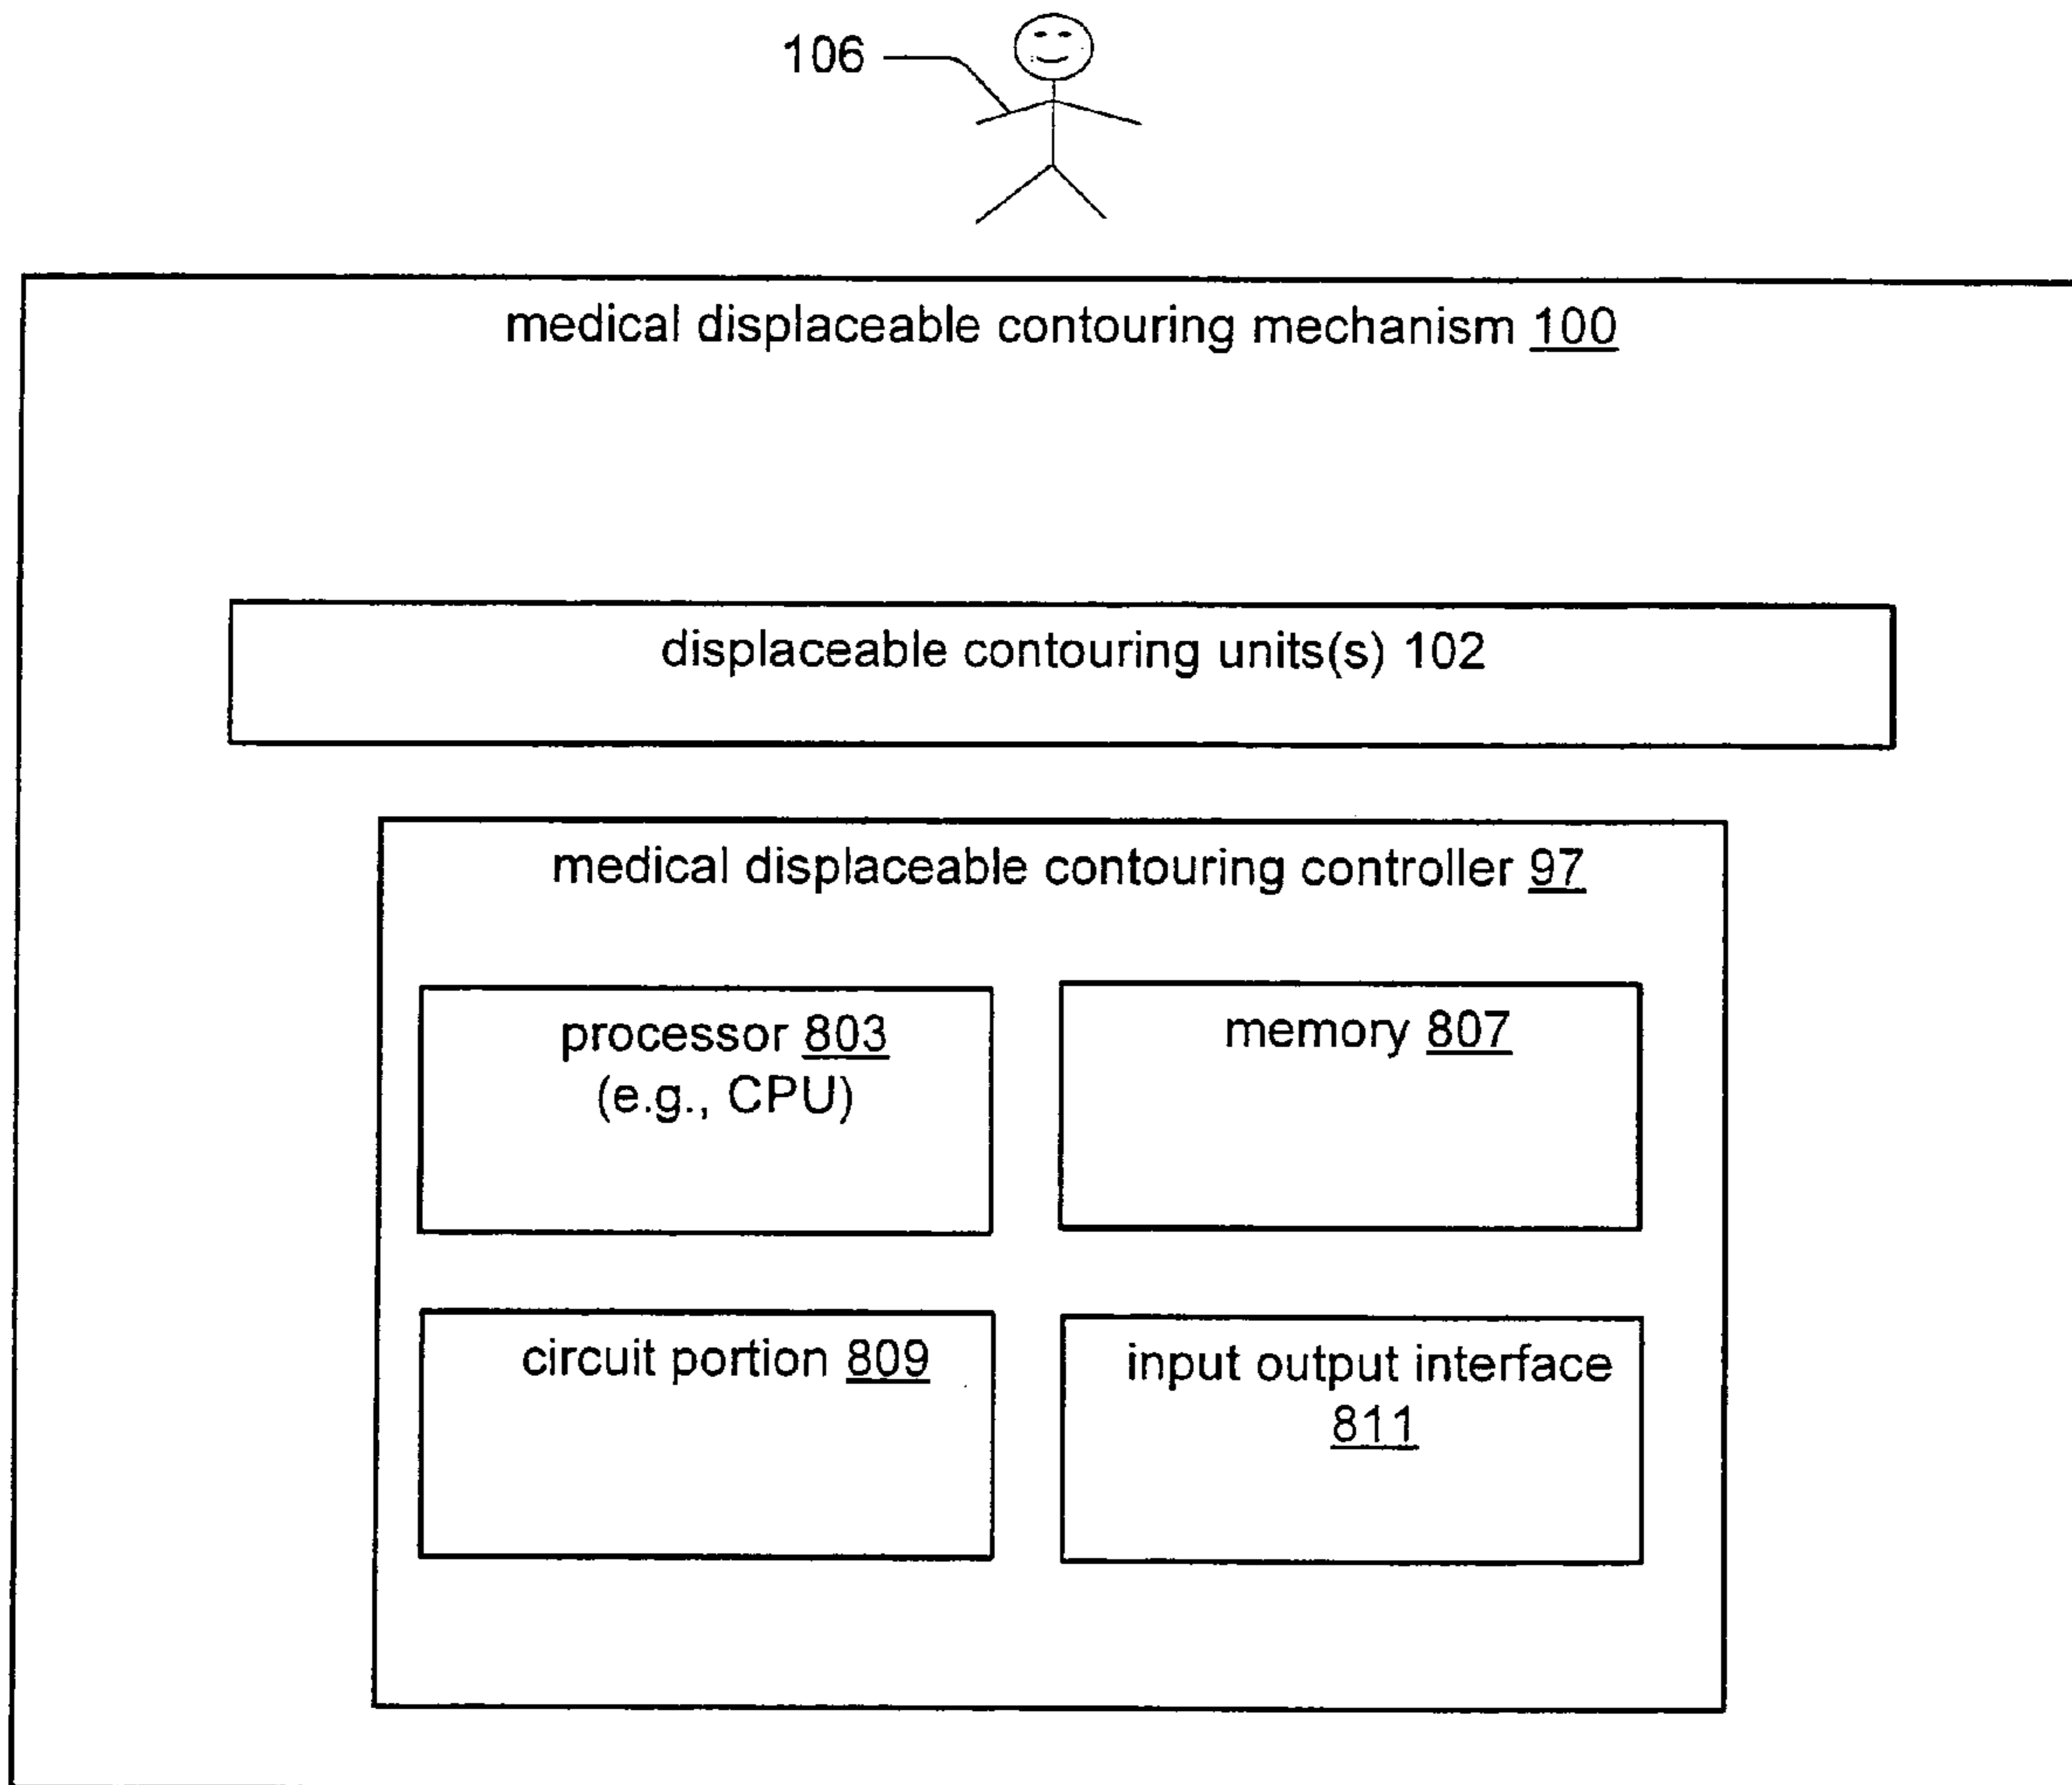 106
medical displaceable contouring mechanism 100
displaceable contouring units(s) 102
medical displaceable contouring controller 97
processor 803
(e.g., CPU)
memory 807
circuit portion 809
input output interface
811